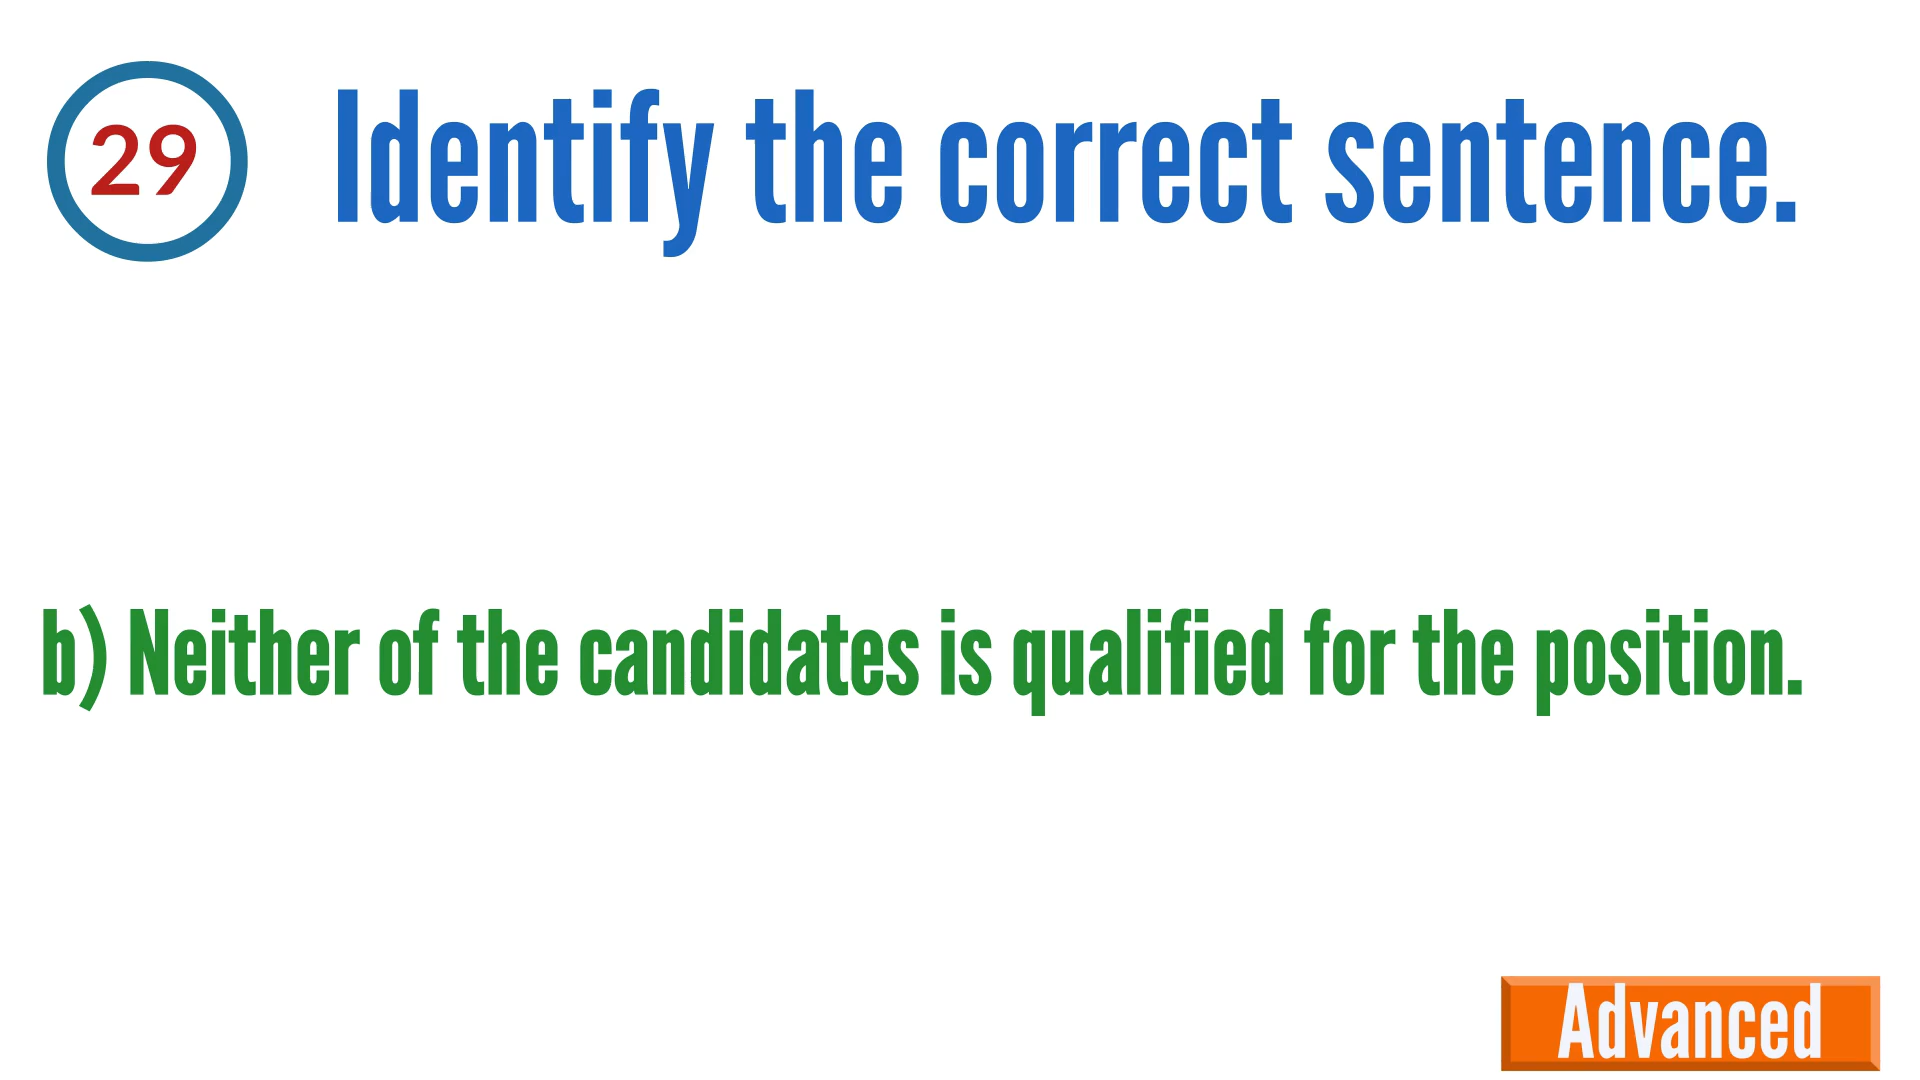 29
Identify the correct sentence.
b) Neither of the candidates is qualified for the position.
Advanced